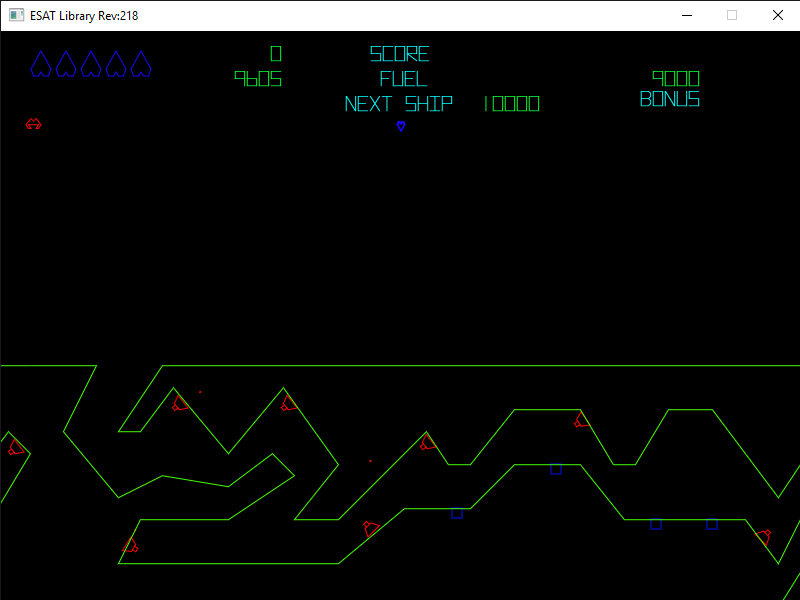 ESAT Library Rev:218
0 SCORE
9605 FUEL 9000
NEXT SHIP 10000 BONUS